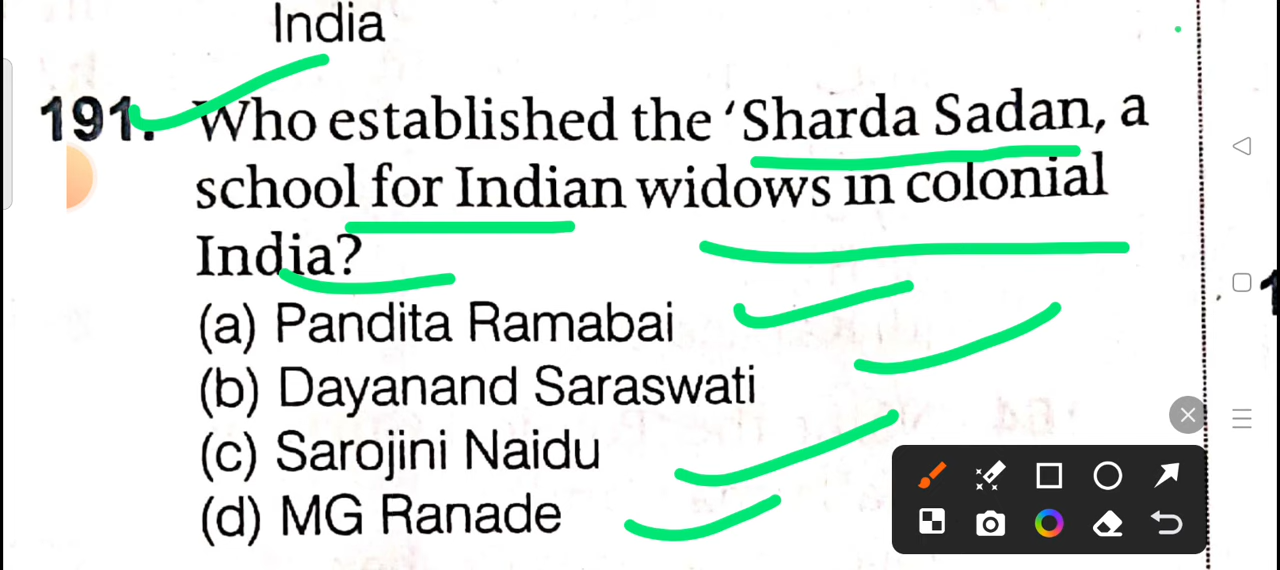 India
191. Who established the ‘Sharda Sadan, a
school for Indian widows in colonial
India?
(a) Pandita Ramabai
(b) Dayanand Saraswati
(c) Sarojini Naidu
(d) MG Ranade